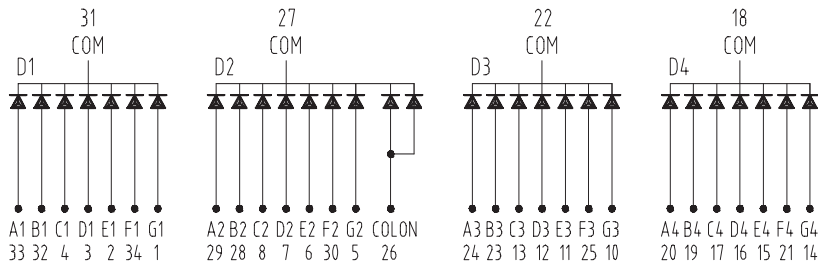 31 27 22 18
COM COM COM COM
D1 D2 D3 D4
A1 B1 C1 D1 E1 F1 G1 A2 B2 C2 D2 E2 F2 G2 COLON A3 B3 C3 D3 E3 F3 G3 A4 B4 C4 D4 E4 F4 G4
33 32 4 3 2 34 1 29 28 8 7 6 30 5 26 24 23 13 12 11 25 10 20 19 17 16 15 21 14